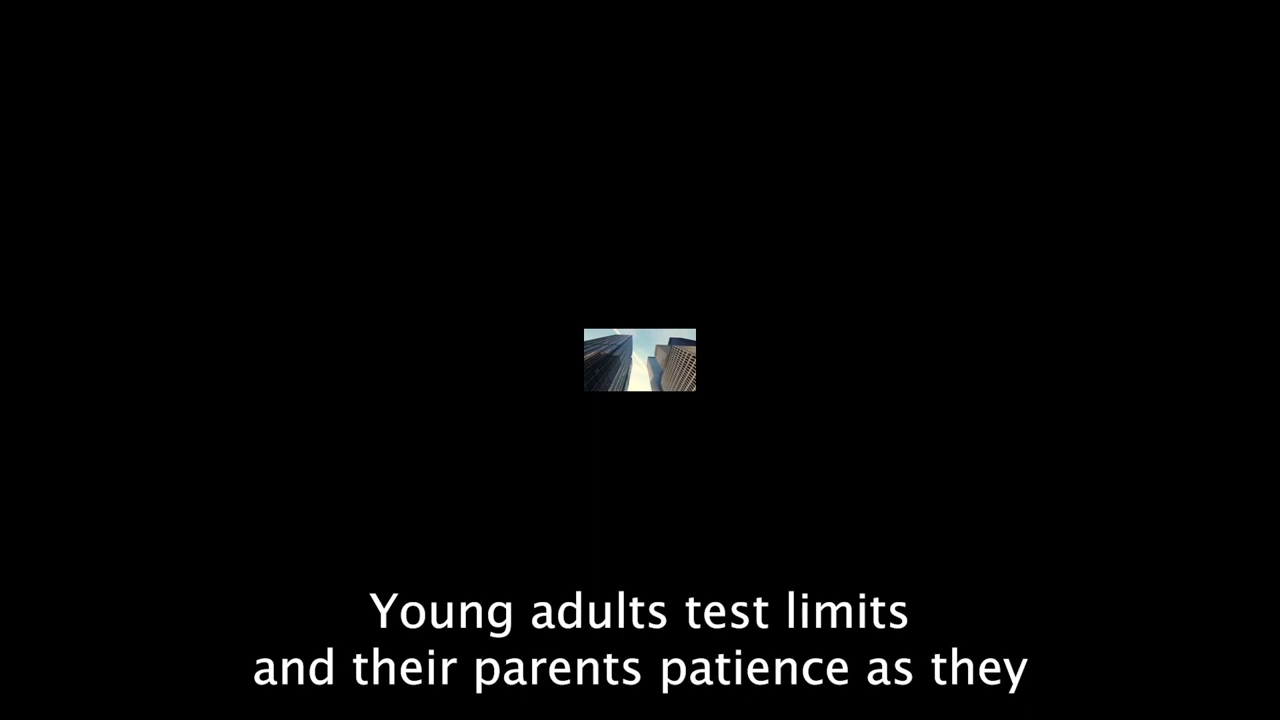 Young adults test limits
and their parents patience as they